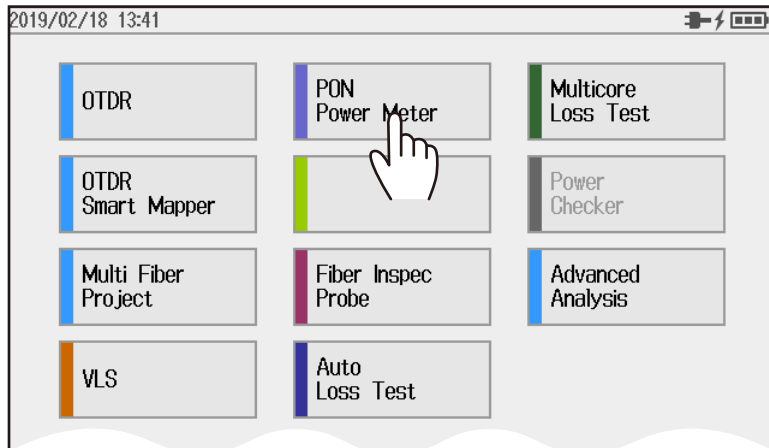 2019/02/18 13:41
OTDR
PON
Power Meter
Multicore
Loss Test
OTDR
Smart Mapper
Power
Checker
Multi Fiber
Project
Fiber Inspec
Probe
Advanced
Analysis
VLS
Auto
Loss Test